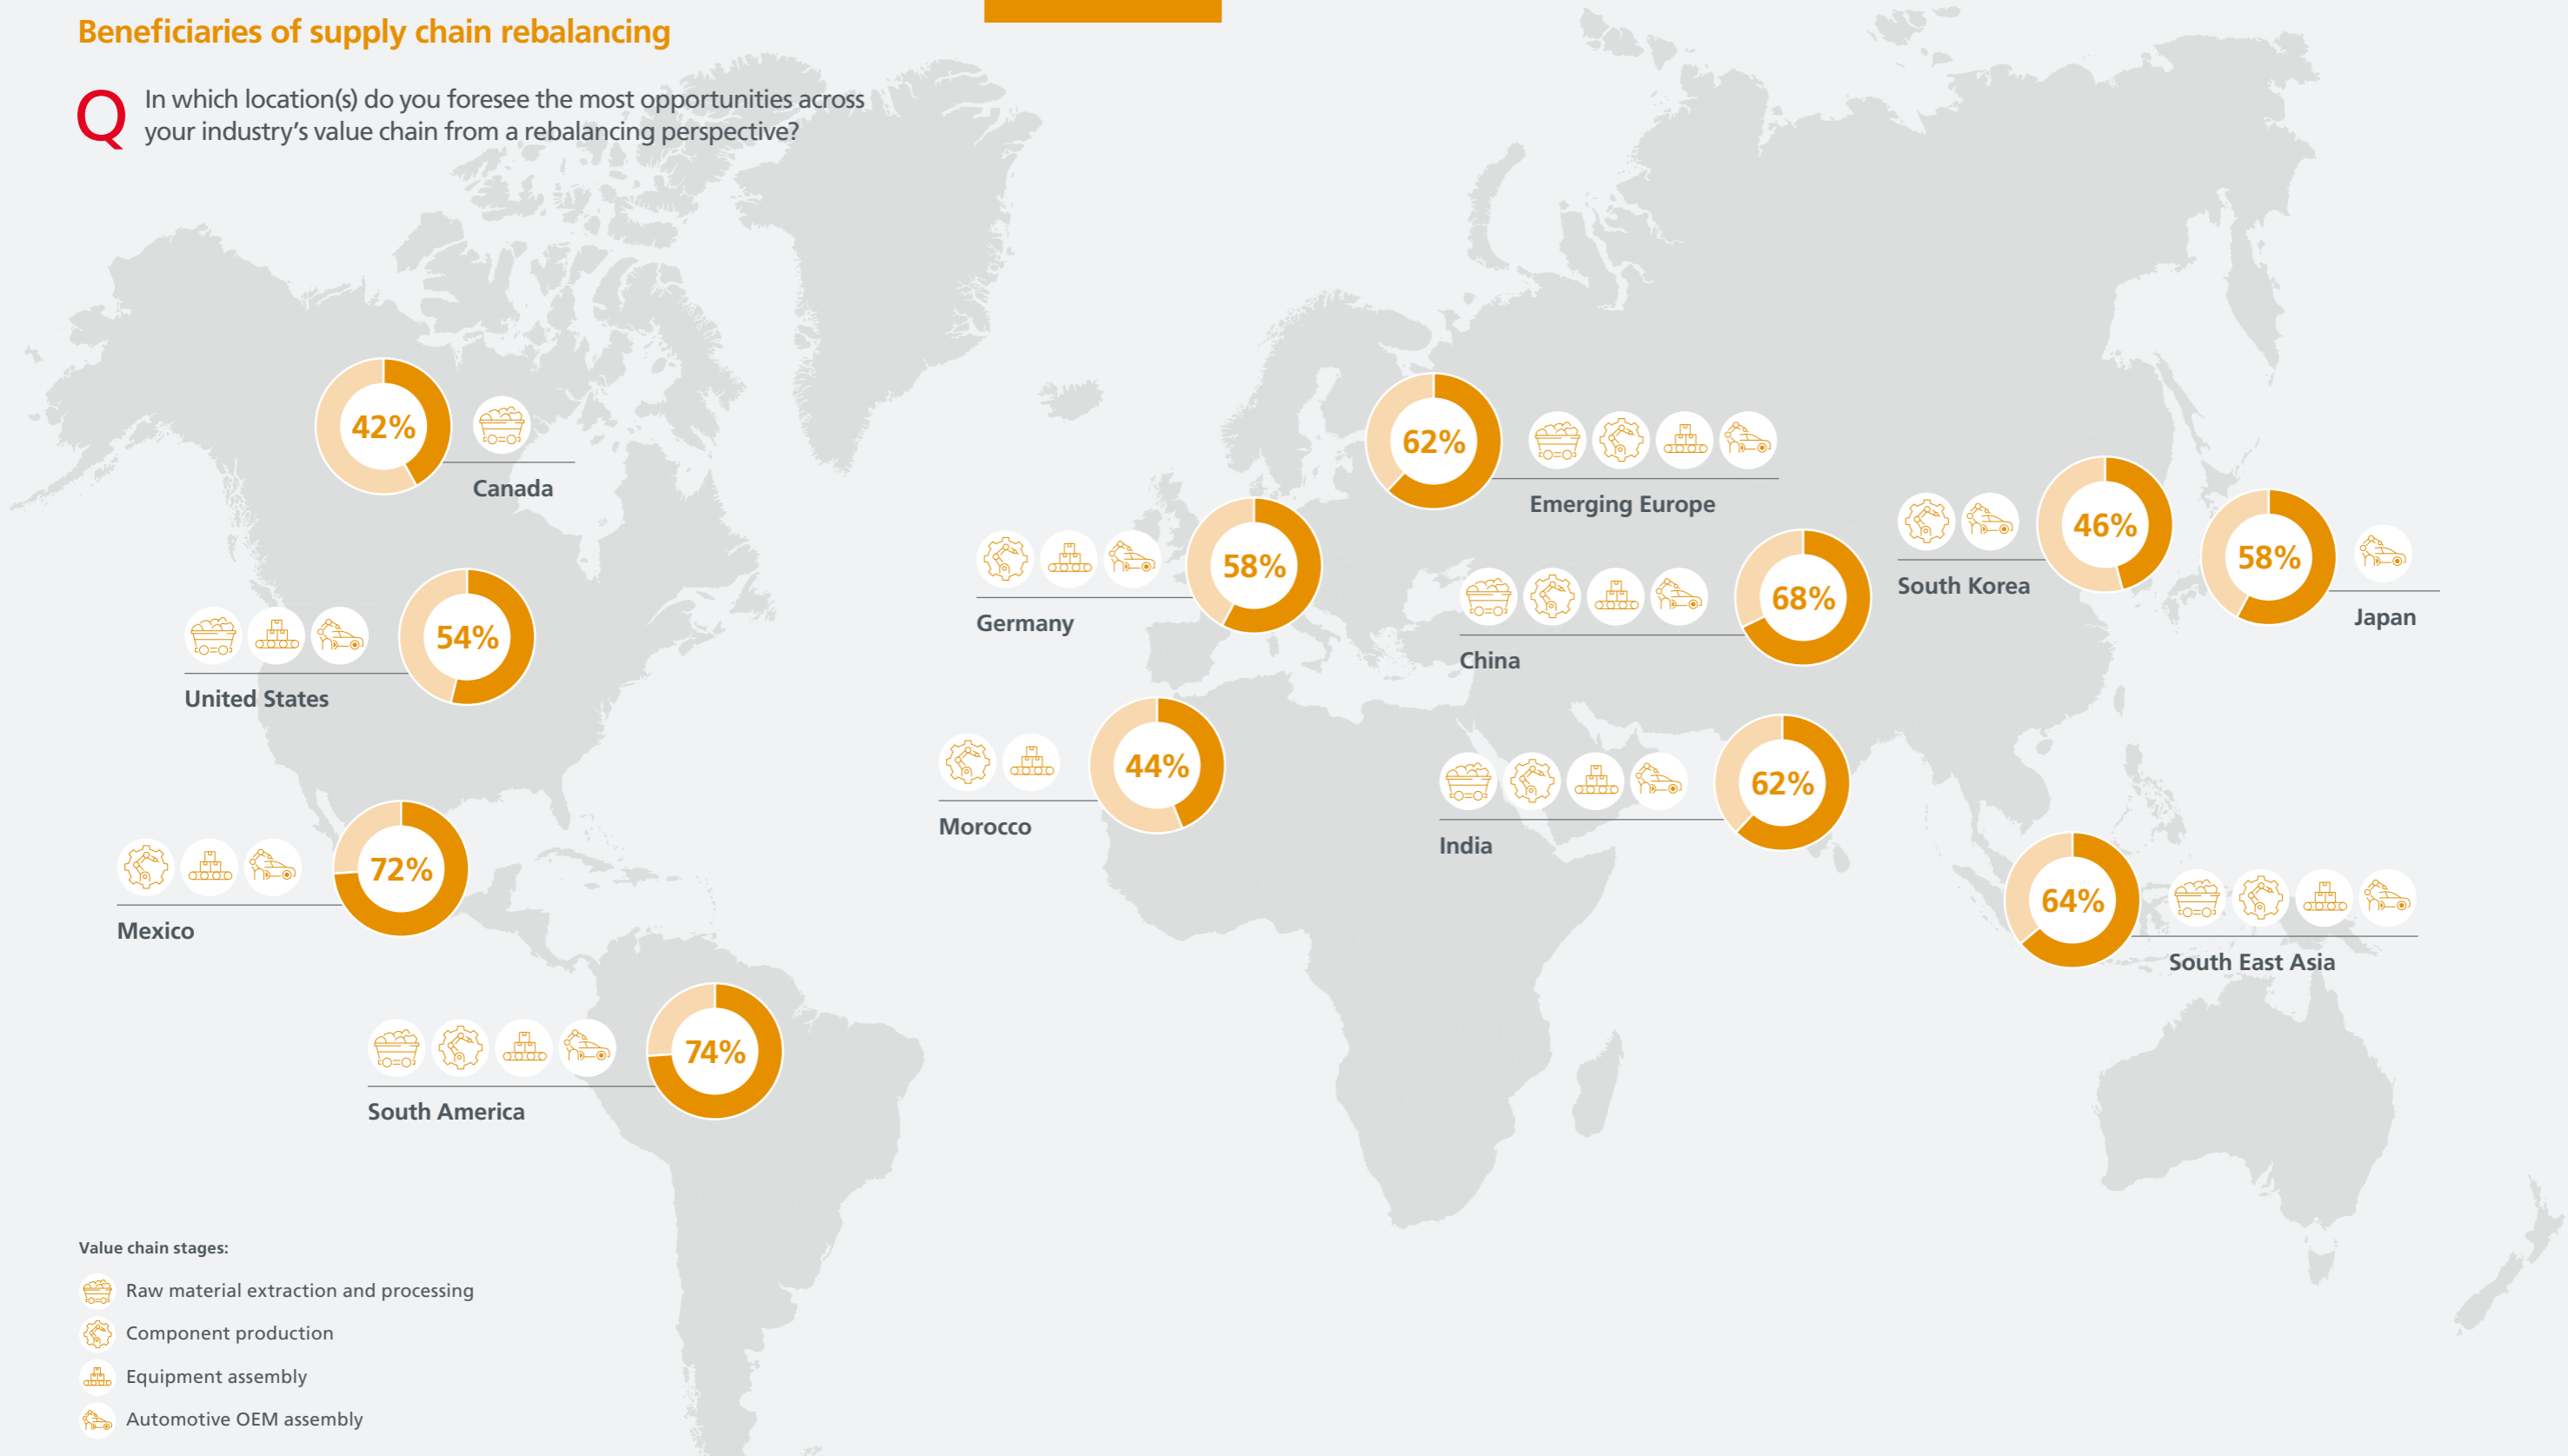 Beneficiaries of supply chain rebalancing
Q
In which location(s) do you foresee the most opportunities across
your industry's value chain from a rebalancing perspective?
42%
Canada
54%
United States
72%
Mexico
74%
South America
62%
Emerging Europe
58%
Germany
44%
Morocco
68%
China
62%
India
46%
South Korea
58%
Japan
64%
South East Asia
Value chain stages:
Raw material extraction and processing
Component production
Equipment assembly
Automotive OEM assembly